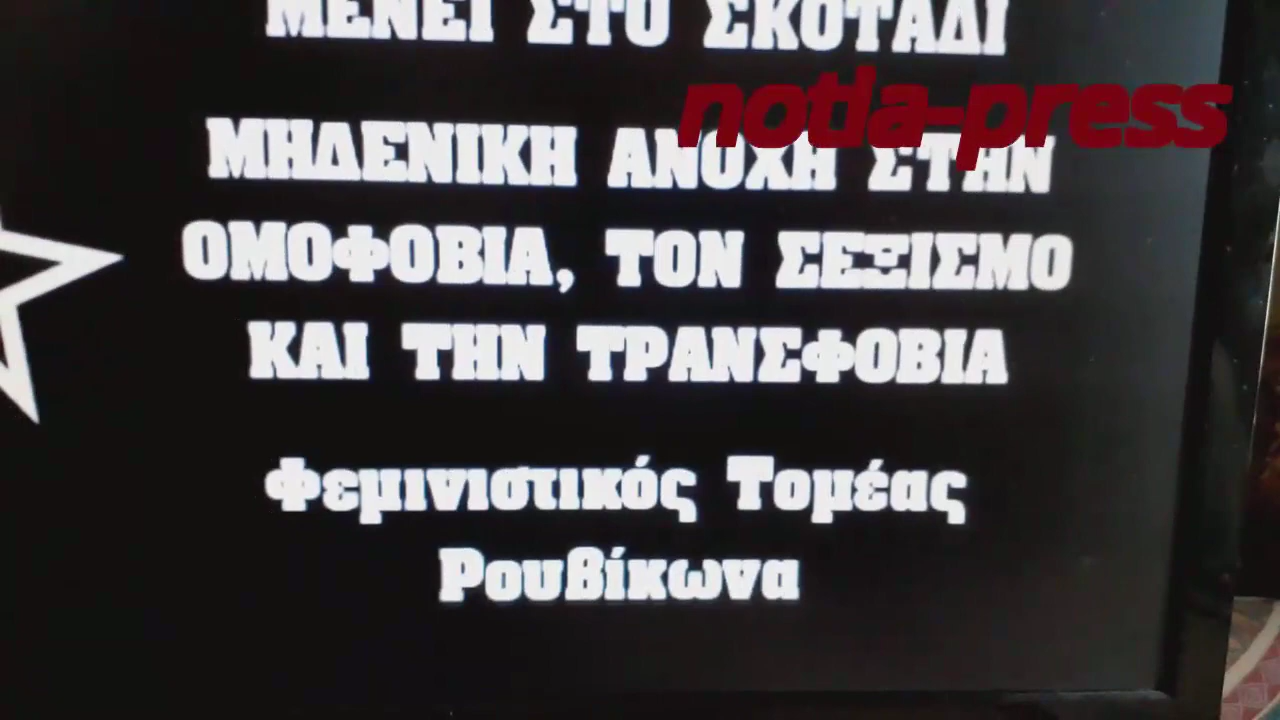 ΜΕΝΕΙ ΣΤΟ ΣΚΟΤΑΔΙ
notia-press
ΜΗΔΕΝΙΚΗ ΑΝΟΧΗ ΣΤΗΝ
ΟΜΟΦΟΒΙΑ, ΤΟΝ ΣΕΞΙΣΜΟ
ΚΑΙ ΤΗΝ ΤΡΑΝΣΦΟΒΙΑ
Φεμινιστικός Τομέας
Ρουβίκωνα